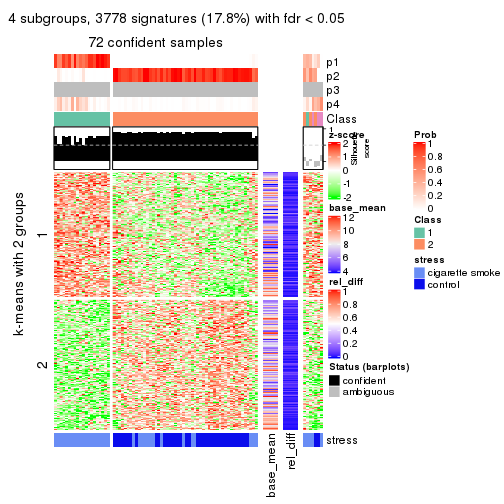 4 subgroups, 3778 signatures (17.8%) with fdr < 0.05
72 confident samples
p1
p2
p3
p4
Class
1
Silhouette
score
z-score
2
1
0
-1
-2
base_mean
12
10
8
6
4
rel_diff
1
0.8
0.6
0.4
0.2
0
Status (barplots)
confident
ambiguous
Prob
1
0.8
0.6
0.4
0.2
0
Class
1
2
stress
cigarette smoke
control
k-means with 2 groups
1
2
stress
base_mean
rel_diff